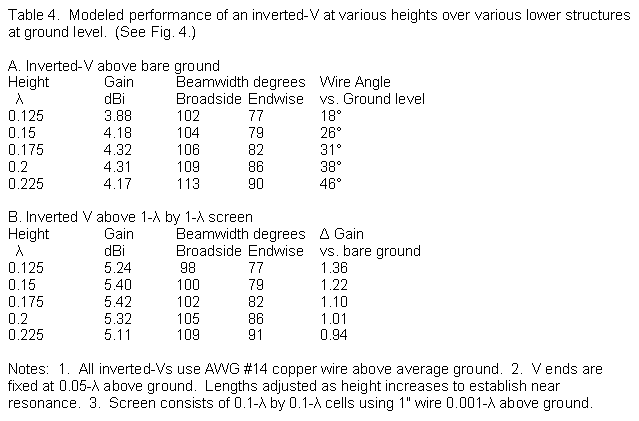 Table 4.  Modeled performance of an inverted-V at various heights over various lower structures
at ground level.  (See Fig. 4.)
A. Inverted-V above bare ground
Height Gain Beamwidth degrees Wire Angle
λ dBi Broadside Endwise vs. Ground level
0.125 3.88 102 77 18°
0.15 4.18 104 79 26°
0.175 4.32 106 82 31°
0.2 4.31 109 86 38°
0.225 4.17 113 90 46°
B. Inverted V above 1-λ by 1-λ screen
Height Gain Beamwidth degrees Δ Gain
λ dBi Broadside Endwise vs. bare ground
0.125 5.24 98 77 1.36
0.15 5.40 100 79 1.22
0.175 5.42 102 82 1.10
0.2 5.32 105 86 1.01
0.225 5.11 109 91 0.94
Notes:  1.  All inverted-Vs use AWG #14 copper wire above average ground.  2.  V ends are
fixed at 0.05-λ above ground.  Lengths adjusted as height increases to establish near
resonance.  3.  Screen consists of 0.1-λ by 0.1-λ cells using 1" wire 0.001-λ above ground.